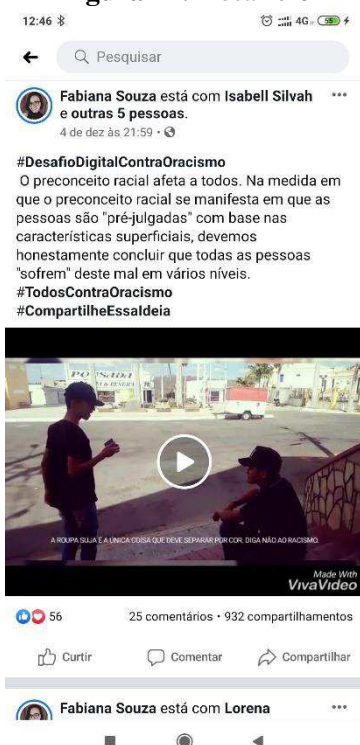 12:46 4G 55
Pesquisar
Fabiana Souza está com Isabell Silvah
e outras 5 pessoas.
4 de dez às 21:59 •
#DesafioDigitalContraOracismo
O preconceito racial afeta a todos. Na medida em
que o preconceito racial se manifesta em que as
pessoas são "pré-julgadas" com base nas
características superficiais, devemos
honestamente concluir que todas as pessoas
"sofrem" deste mal em vários níveis.
#TodosContraOracismo
#CompartilheEssaIdeia
POUSADA
A ROUPA SUJA É A ÚNICA COISA QUE DEVE SEPARAR POR COR, DIGA NÃO AO RACISMO.
Made With
VivaVideo
56 25 comentários • 932 compartilhamentos
Curtir Comentar Compartilhar
Fabiana Souza está com Lorena